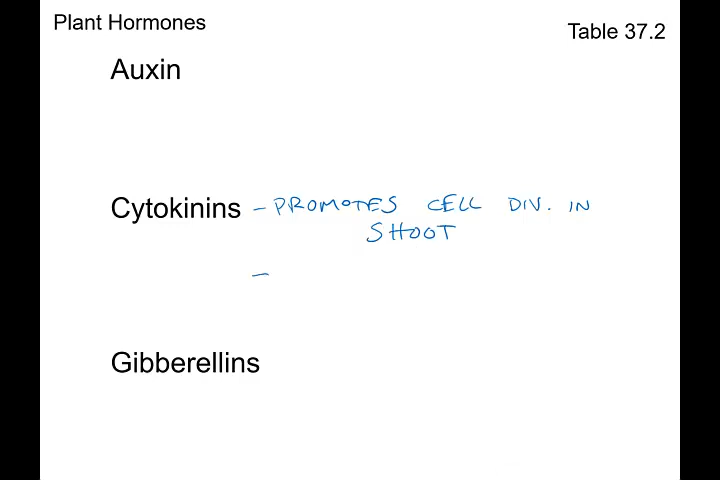 Plant Hormones
Table 37.2
Auxin
Cytokinins - PROMOTES CELL DIV. IN
SHOOT
-
Gibberellins